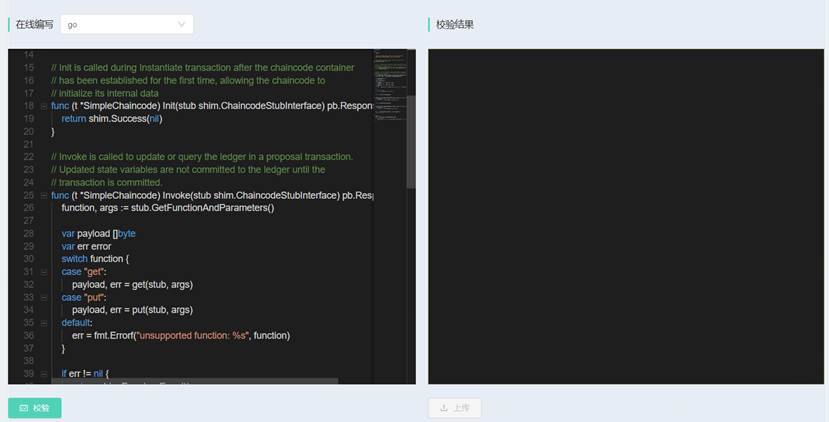 在线编写
go
校验结果
14
15 // Init is called during Instantiate transaction after the chaincode container
16 // has been established for the first time, allowing the chaincode to
17 // initialize its internal data
18 func (t *SimpleChaincode) Init(stub shim.ChaincodeStubInterface) pb.Respon
19 return shim.Success(nil)
20 }
21
22 // Invoke is called to update or query the ledger in a proposal transaction.
23 // Updated state variables are not committed to the ledger until the
24 // transaction is committed.
25 func (t *SimpleChaincode) Invoke(stub shim.ChaincodeStubInterface) pb.Res
26 function, args := stub.GetFunctionAndParameters()
27
28 var payload []byte
29 var err error
30 switch function {
31 case "get":
32 payload, err = get(stub, args)
33 case "put":
34 payload, err = put(stub, args)
35 default:
36 err = fmt.Errorf("unsupported function: %s", function)
37 }
38
39 if err != nil {
校验
上传